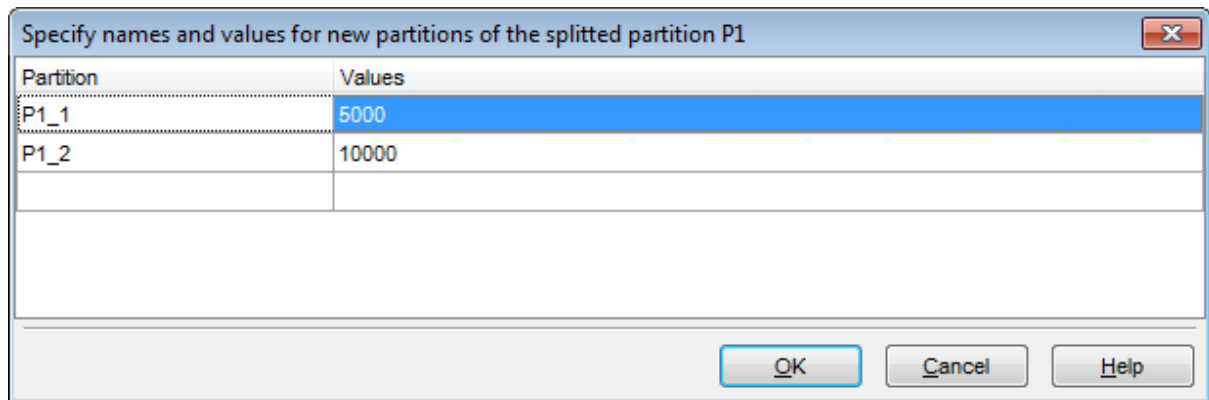 Specify names and values for new partitions of the splitted partition P1
Partition Values
P1_1 5000
P1_2 10000
OK Cancel Help